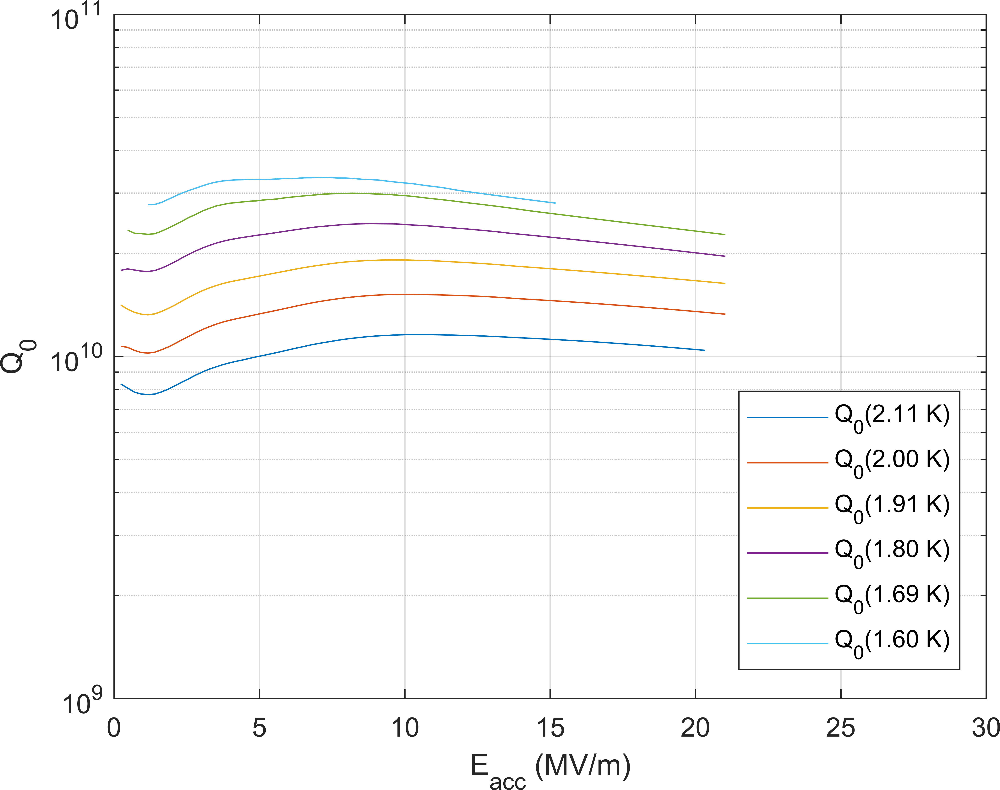 10^11
10^10
10^9
Q_0
0 5 10 15 20 25 30
E_acc (MV/m)
Q_0(2.11 K)
Q_0(2.00 K)
Q_0(1.91 K)
Q_0(1.80 K)
Q_0(1.69 K)
Q_0(1.60 K)